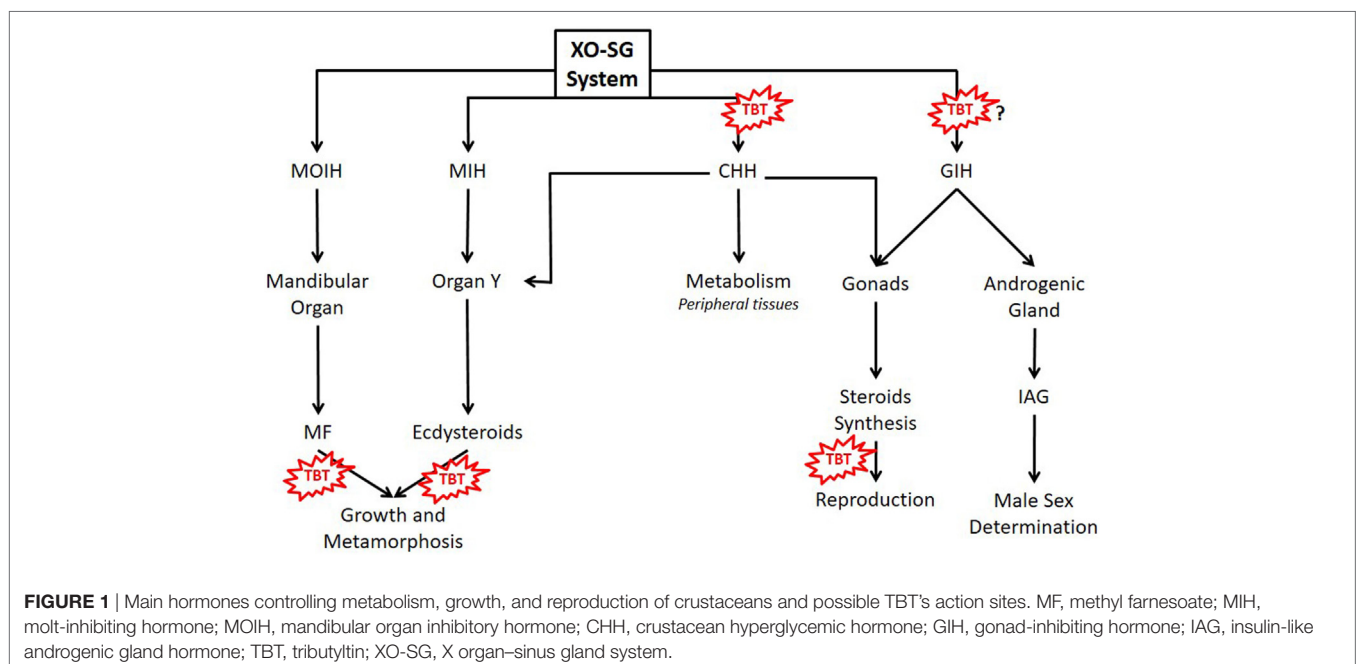 XO-SG
System
TBT
TBT ?
MOIH
MIH
CHH
GIH
Mandibular
Organ
Organ Y
Metabolism
Peripheral tissues
Gonads
Androgenic
Gland
Steroids
Synthesis
IAG
MF
Ecdysteroids
TBT
TBT
TBT
Reproduction
Male Sex
Determination
Growth and
Metamorphosis
FIGURE 1 | Main hormones controlling metabolism, growth, and reproduction of crustaceans and possible TBT's action sites. MF, methyl farnesoate; MIH,
molt-inhibiting hormone; MOIH, mandibular organ inhibitory hormone; CHH, crustacean hyperglycemic hormone; GIH, gonad-inhibiting hormone; IAG, insulin-like
androgenic gland hormone; TBT, tributyltin; XO-SG, X organ–sinus gland system.